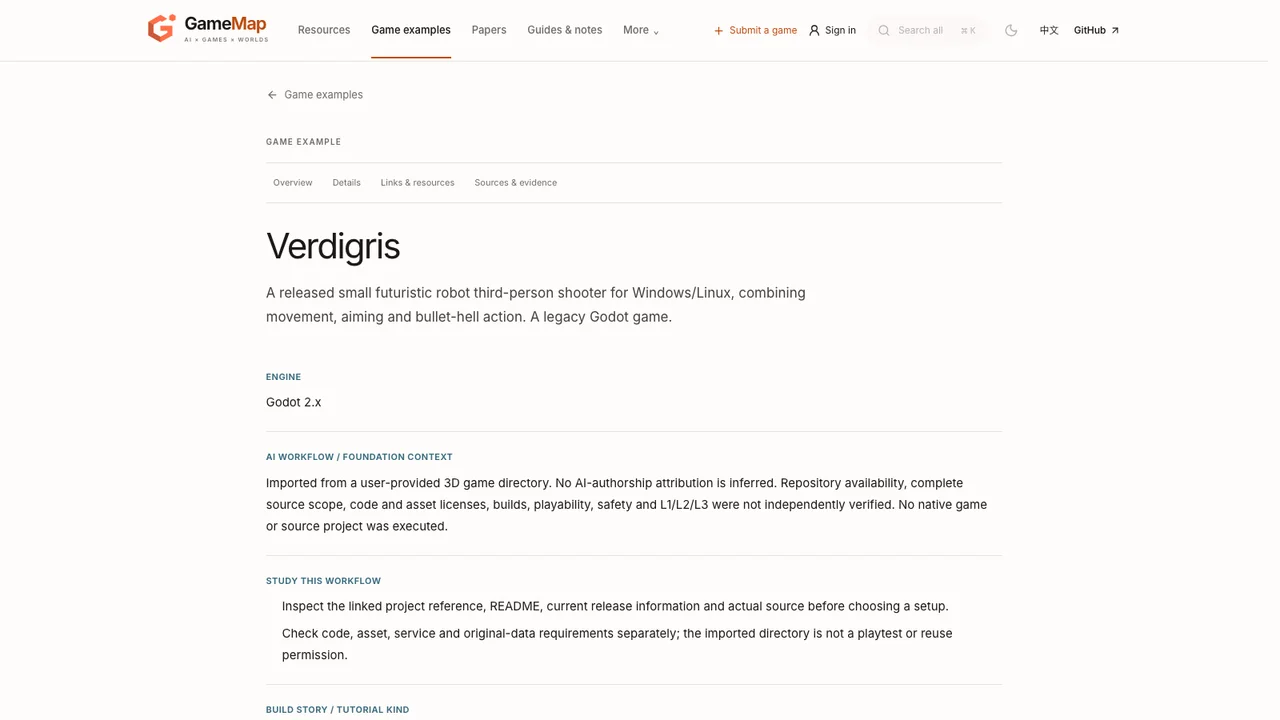 GameMap
AI × GAMES × WORLDS
Resources
Game examples
Papers
Guides & notes
More
+ Submit a game
Sign in
Search all
⌘ K
中文
GitHub ↗
← Game examples
GAME EXAMPLE
Overview
Details
Links & resources
Sources & evidence
Verdigris
A released small futuristic robot third-person shooter for Windows/Linux, combining
movement, aiming and bullet-hell action. A legacy Godot game.
ENGINE
Godot 2.x
AI WORKFLOW / FOUNDATION CONTEXT
Imported from a user-provided 3D game directory. No AI-authorship attribution is inferred. Repository availability, complete
source scope, code and asset licenses, builds, playability, safety and L1/L2/L3 were not independently verified. No native game
or source project was executed.
STUDY THIS WORKFLOW
Inspect the linked project reference, README, current release information and actual source before choosing a setup.
Check code, asset, service and original-data requirements separately; the imported directory is not a playtest or reuse
permission.
BUILD STORY / TUTORIAL KIND